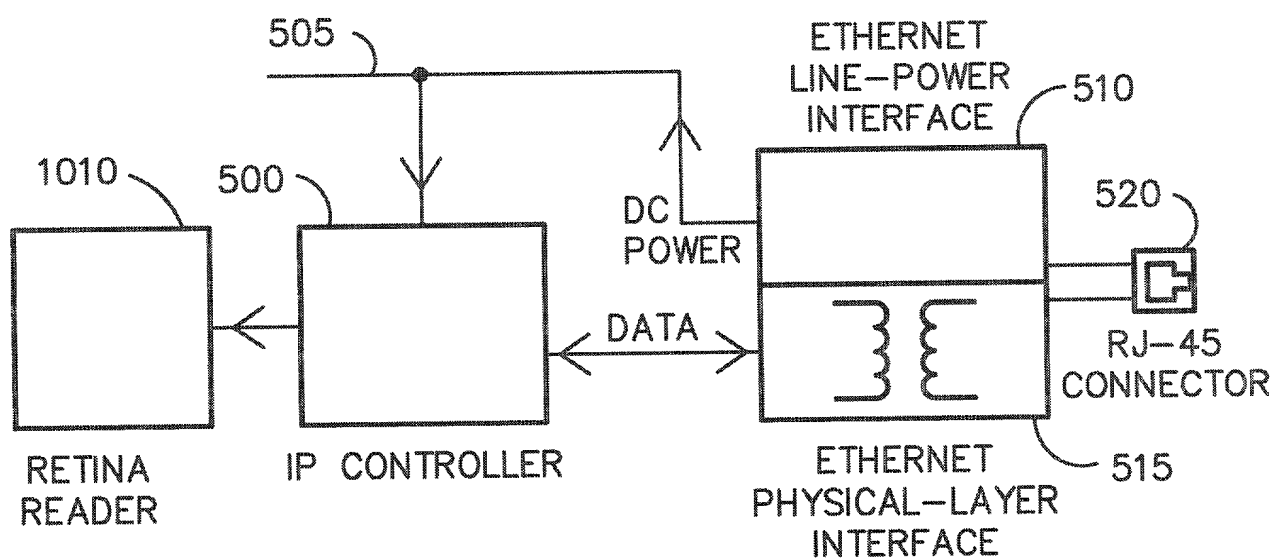 505
ETHERNET
LINE-POWER
INTERFACE
510
1010
500
DC
POWER
520
DATA
RJ-45
CONNECTOR
RETINA
READER
IP CONTROLLER
ETHERNET
PHYSICAL-LAYER
INTERFACE
515